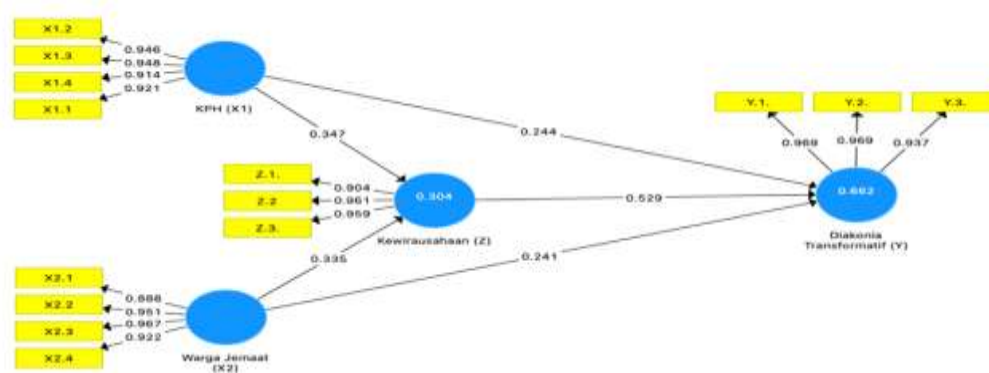 X1.2
X1.3
X1.4
X1.1
0.946
0.948
0.914
0.921
KPH (X1)
0.347
0.244
Y.1.
Y.2.
Y.3.
0.969
0.969
0.937
Z.1.
Z.2
Z.3.
0.904
0.961
0.959
0.304
Kewirausahaan (Z)
0.529
0.682
Diakonia
Transformatif (Y)
0.335
0.241
X2.1
X2.2
X2.3
X2.4
0.951
0.967
0.922
Warga Jemaat
(X2)